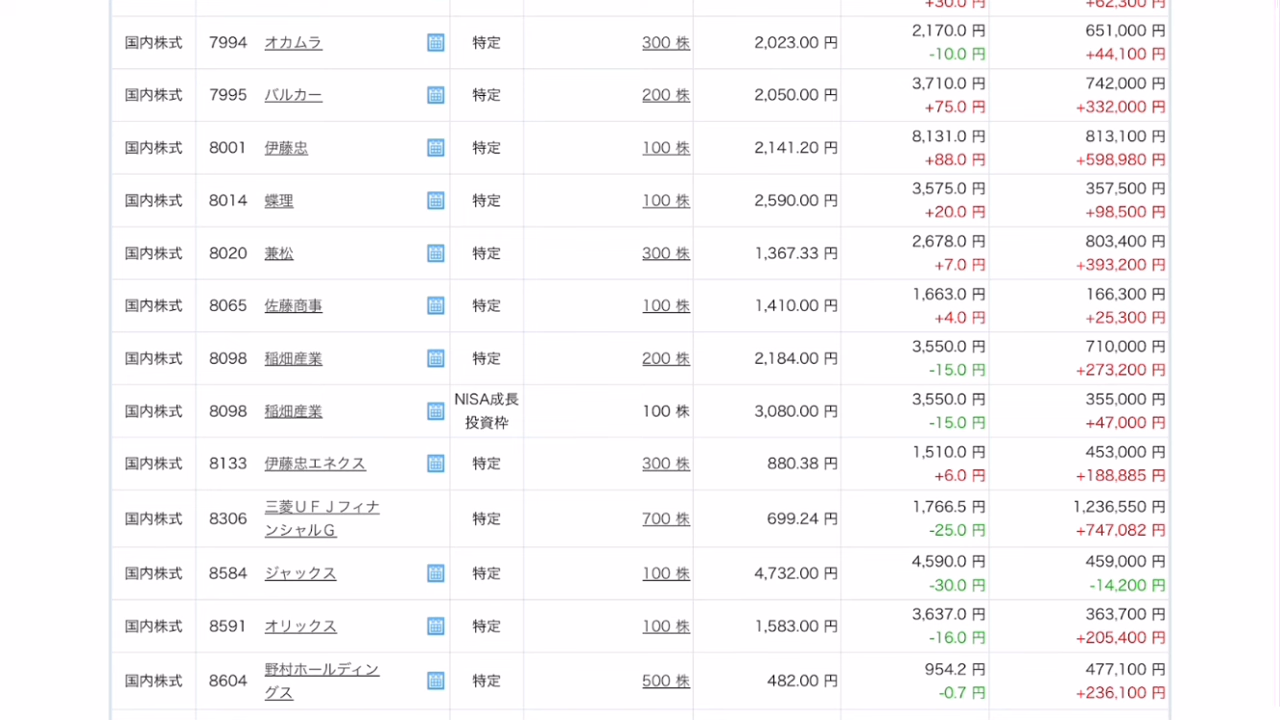 +30.0 円 +62,300 円
国内株式 7994 オカムラ 特定 300 株 2,023.00 円 2,170.0 円 651,000 円
-10.0 円 +44,100 円
国内株式 7995 バルカー 特定 200 株 2,050.00 円 3,710.0 円 742,000 円
+75.0 円 +332,000 円
国内株式 8001 伊藤忠 特定 100 株 2,141.20 円 8,131.0 円 813,100 円
+88.0 円 +598,980 円
国内株式 8014 蝶理 特定 100 株 2,590.00 円 3,575.0 円 357,500 円
+20.0 円 +98,500 円
国内株式 8020 兼松 特定 300 株 1,367.33 円 2,678.0 円 803,400 円
+7.0 円 +393,200 円
国内株式 8065 佐藤商事 特定 100 株 1,410.00 円 1,663.0 円 166,300 円
+4.0 円 +25,300 円
国内株式 8098 稲畑産業 特定 200 株 2,184.00 円 3,550.0 円 710,000 円
-15.0 円 +273,200 円
国内株式 8098 稲畑産業 NISA成長 100 株 3,080.00 円 3,550.0 円 355,000 円
投資枠 -15.0 円 +47,000 円
国内株式 8133 伊藤忠エネクス 特定 300 株 880.38 円 1,510.0 円 453,000 円
+6.0 円 +188,885 円
国内株式 8306 三菱ＵＦＪフィナ 特定 700 株 699.24 円 1,766.5 円 1,236,550 円
ンシャルＧ -25.0 円 +747,082 円
国内株式 8584 ジャックス 特定 100 株 4,732.00 円 4,590.0 円 459,000 円
-30.0 円 -14,200 円
国内株式 8591 オリックス 特定 100 株 1,583.00 円 3,637.0 円 363,700 円
-16.0 円 +205,400 円
国内株式 8604 野村ホールディン 特定 500 株 482.00 円 954.2 円 477,100 円
グス -0.7 円 +236,100 円